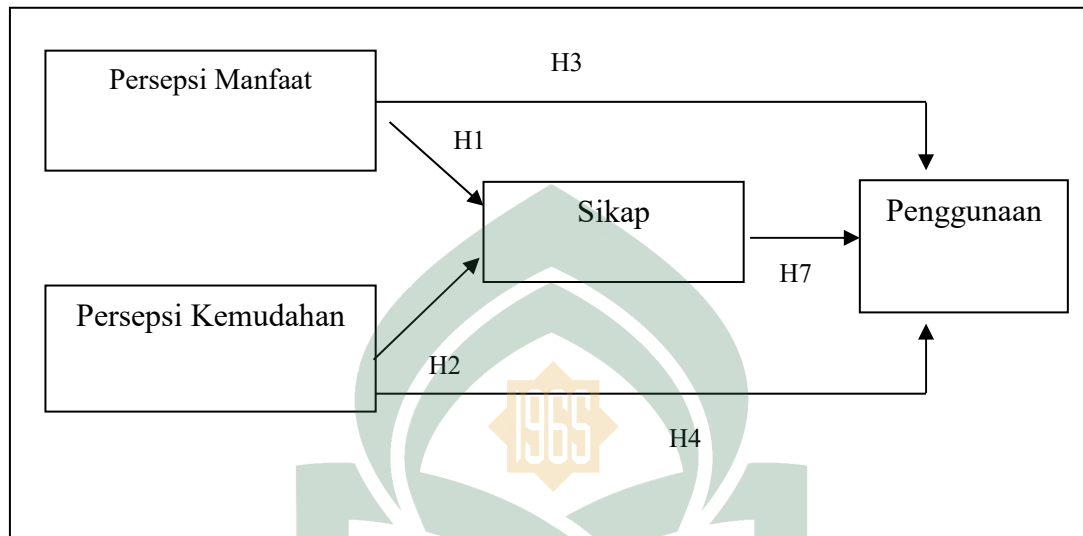 Persepsi Manfaat
H3
H1
Sikap
Penggunaan
H7
Persepsi Kemudahan
H2
1965
H4